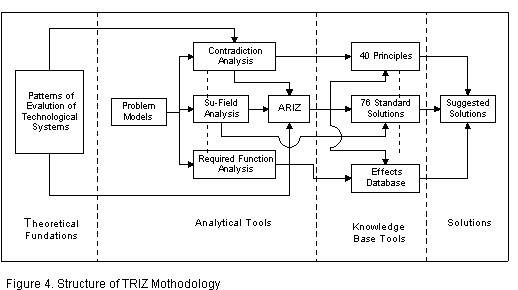 Contradiction
Analysis
40 Principles
Patterns of
Evalution of
Technological
Systems
Problem
Models
Su-Field
Analysis
ARIZ
76 Standard
Solutions
Suggested
Solutions
Required Function
Analysis
Effects
Database
Theoretical
Fundations
Analytical Tools
Knowledge
Base Tools
Solutions
Figure 4. Structure of TRIZ Mothodology